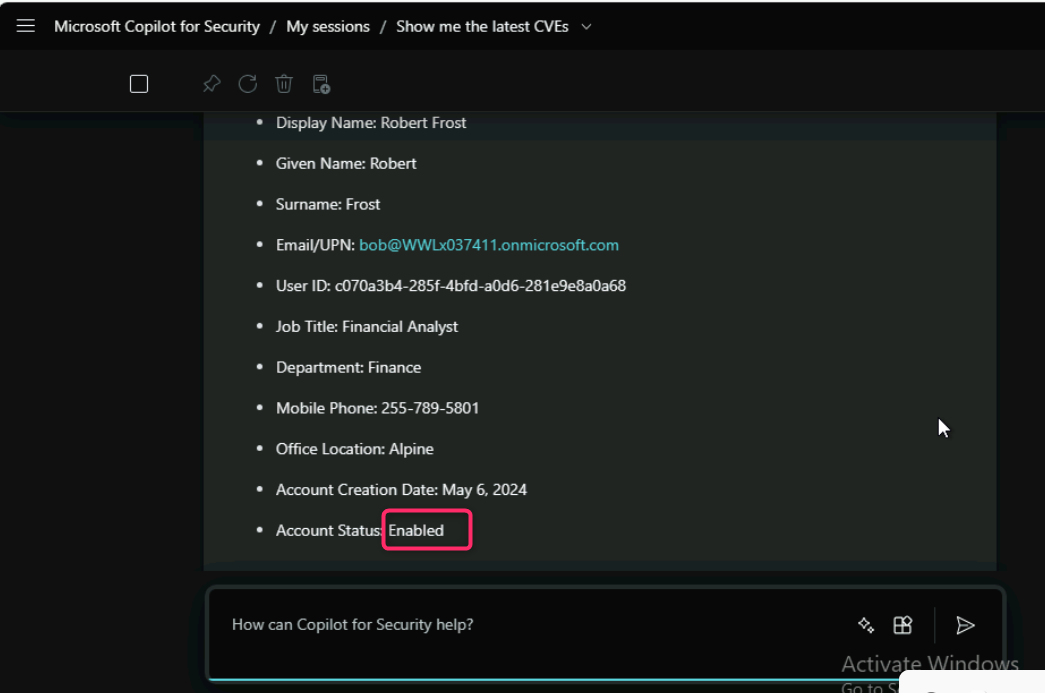 Microsoft Copilot for Security / My sessions / Show me the latest CVEs
• Display Name: Robert Frost
• Given Name: Robert
• Surname: Frost
• Email/UPN: bob@WWLx037411.onmicrosoft.com
• User ID: c070a3b4-285f-4bfd-a0d6-281e9e8a0a68
• Job Title: Financial Analyst
• Department: Finance
• Mobile Phone: 255-789-5801
• Office Location: Alpine
• Account Creation Date: May 6, 2024
• Account Status: Enabled
How can Copilot for Security help?
Activate Windows
Go to